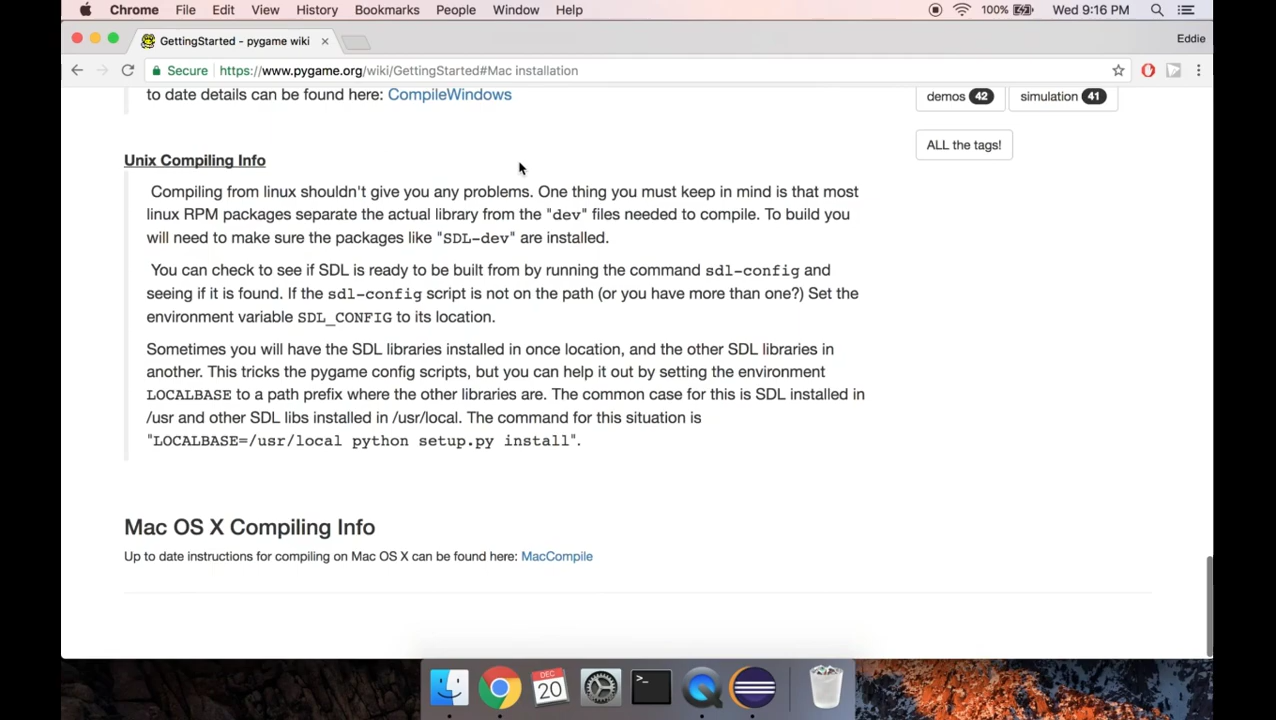 Chrome File Edit View History Bookmarks People Window Help 100% Wed 9:16 PM
GettingStarted - pygame wiki
Eddie
Secure https://www.pygame.org/wiki/GettingStarted#Mac installation
to date details can be found here: CompileWindows
demos 42 simulation 41
ALL the tags!
Unix Compiling Info
Compiling from linux shouldn't give you any problems. One thing you must keep in mind is that most
linux RPM packages separate the actual library from the "dev" files needed to compile. To build you
will need to make sure the packages like "SDL-dev" are installed.
You can check to see if SDL is ready to be built from by running the command sdl-config and
seeing if it is found. If the sdl-config script is not on the path (or you have more than one?) Set the
environment variable SDL_CONFIG to its location.
Sometimes you will have the SDL libraries installed in once location, and the other SDL libraries in
another. This tricks the pygame config scripts, but you can help it out by setting the environment
LOCALBASE to a path prefix where the other libraries are. The common case for this is SDL installed in
/usr and other SDL libs installed in /usr/local. The command for this situation is
"LOCALBASE=/usr/local python setup.py install".
Mac OS X Compiling Info
Up to date instructions for compiling on Mac OS X can be found here: MacCompile
DEC
20
>_